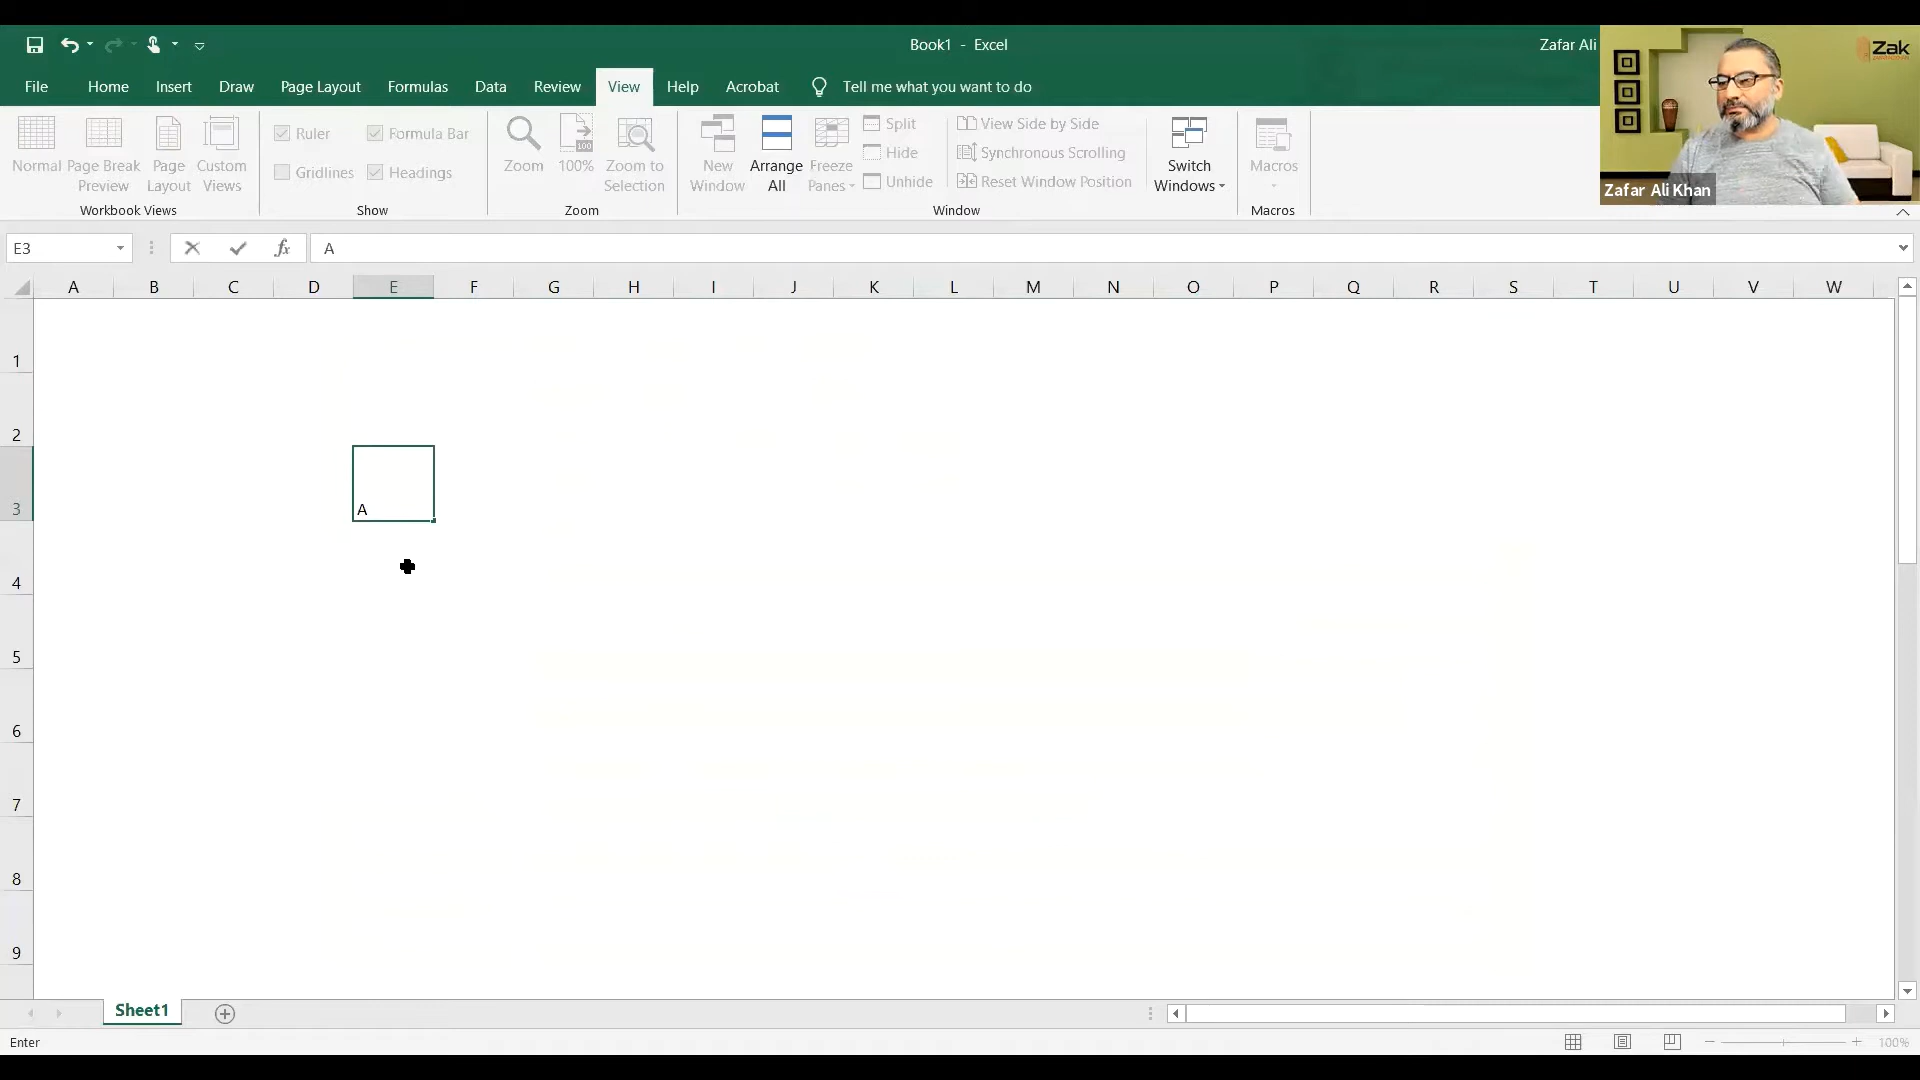 Book1 - Excel
Zafar Ali
Zak
File Home Insert Draw Page Layout Formulas Data Review View Help Acrobat Tell me what you want to do
Normal Page Break Preview Page Layout Custom Views
Workbook Views
Ruler Formula Bar
Gridlines Headings
Show
Zoom 100% Zoom to Selection
100
Zoom
New Window Arrange All Freeze Panes
Split View Side by Side
Hide Synchronous Scrolling
Unhide Reset Window Position
Switch Windows
Window
Macros
Macros
Zafar Ali Khan
E3 fx A
A B C D E F G H I J K L M N O P Q R S T U V W
1
2
3 A
4
5
6
7
8
9
Sheet1
Enter 100%